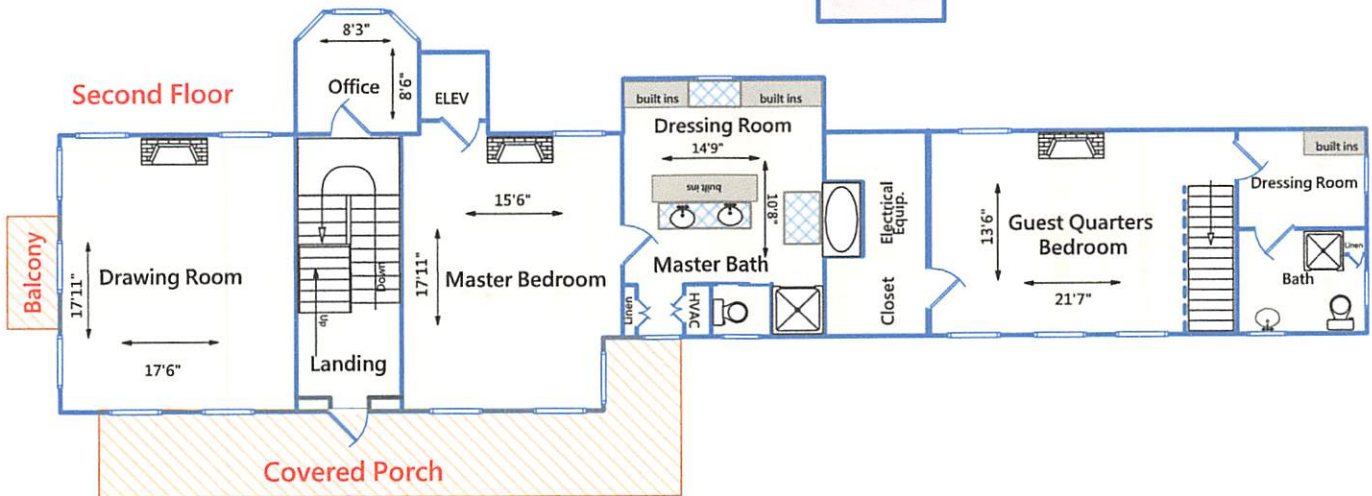 8'3"
Office
8'6"
Second Floor
ELEV
built ins
built ins
Dressing Room
14'9"
built ins
10'8"
15'6"
17'11"
Master Bedroom
Master Bath
Linen
HVAC
Electrical
Equip.
Closet
13'6"
Guest Quarters
Bedroom
21'7"
built ins
Dressing Room
Linen
Bath
Balcony
17'11"
Drawing Room
17'6"
Down
Up
Landing
Covered Porch